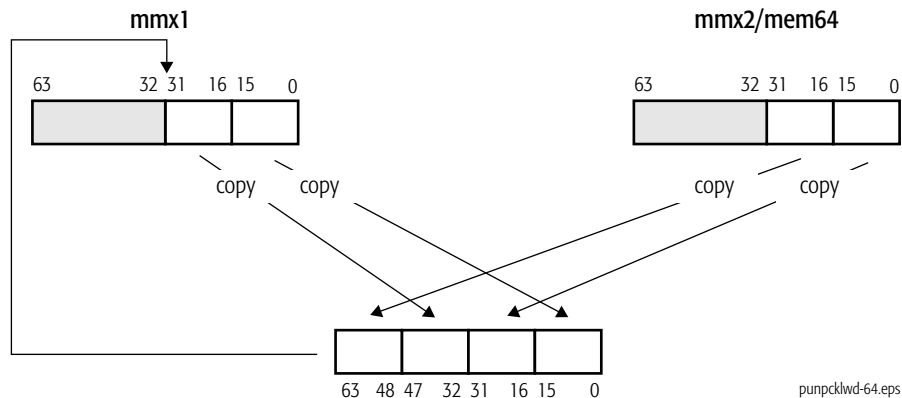 mmx1 mmx2/mem64
63 32 31 16 15 0 63 32 31 16 15 0
copy copy copy copy
63 48 47 32 31 16 15 0
punpcklwd-64.eps